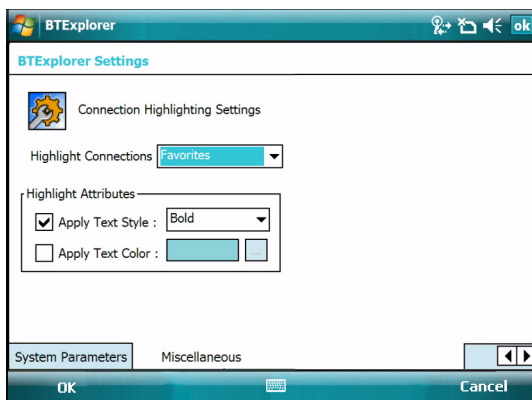 BTExplorer
ok
BTExplorer Settings
Connection Highlighting Settings
Highlight Connections Favorites
Highlight Attributes
Apply Text Style : Bold
Apply Text Color : ...
System Parameters Miscellaneous
OK Cancel